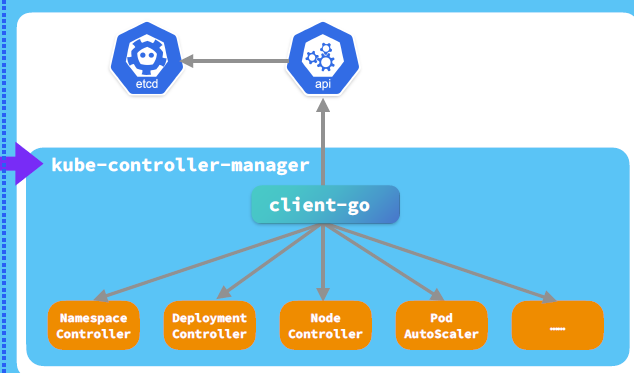 etcd
api
kube-controller-manager
client-go
Namespace
Controller
Deployment
Controller
Node
Controller
Pod
AutoScaler
……